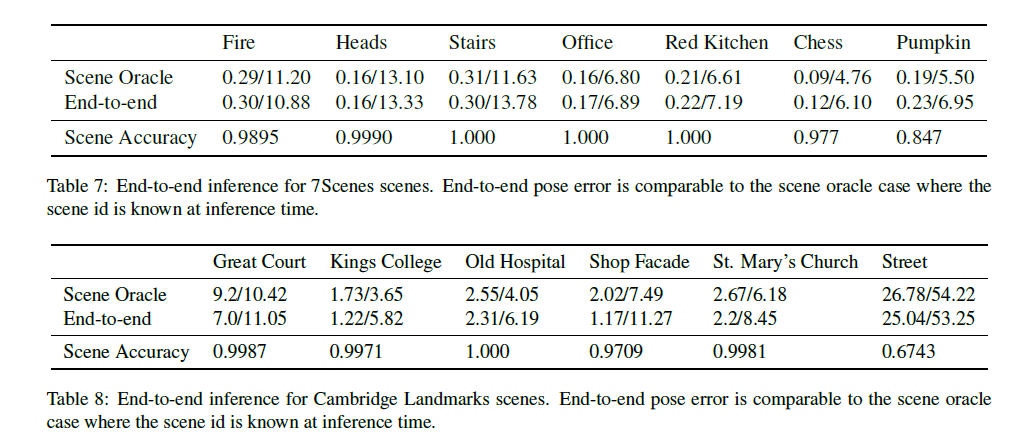 Fire Heads Stairs Office Red Kitchen Chess Pumpkin
Scene Oracle 0.29/11.20 0.16/13.10 0.31/11.63 0.16/6.80 0.21/6.61 0.09/4.76 0.19/5.50
End-to-end 0.30/10.88 0.16/13.33 0.30/13.78 0.17/6.89 0.22/7.19 0.12/6.10 0.23/6.95
Scene Accuracy 0.9895 0.9990 1.000 1.000 1.000 0.977 0.847
Table 7: End-to-end inference for 7Scenes scenes. End-to-end pose error is comparable to the scene oracle case where the
scene id is known at inference time.
Great Court Kings College Old Hospital Shop Facade St. Mary's Church Street
Scene Oracle 9.2/10.42 1.73/3.65 2.55/4.05 2.02/7.49 2.67/6.18 26.78/54.22
End-to-end 7.0/11.05 1.22/5.82 2.31/6.19 1.17/11.27 2.2/8.45 25.04/53.25
Scene Accuracy 0.9987 0.9971 1.000 0.9709 0.9981 0.6743
Table 8: End-to-end inference for Cambridge Landmarks scenes. End-to-end pose error is comparable to the scene oracle
case where the scene id is known at inference time.